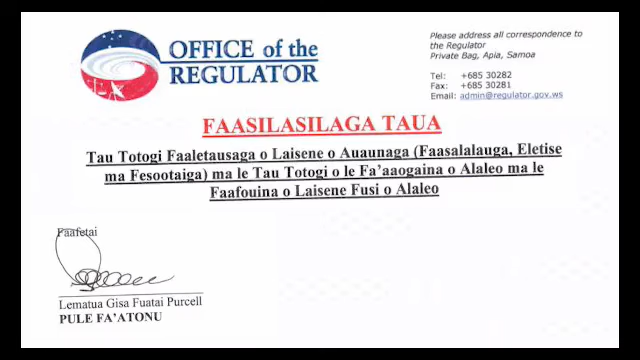 OFFICE of the
REGULATOR
Please address all correspondence to
the Regulator
Private Bag, Apia, Samoa
Tel: +685 30282
Fax: +685 30281
Email: admin@regulator.gov.ws
FAASILASILAGA TAUA
Tau Totogi Faaletausaga o Laisene o Auaunaga (Faasalalauga, Eletise
ma Fesootaiga) ma le Tau Totogi o le Fa'aaogaina o Alaleo ma le
Faafouina o Laisene Fusi o Alaleo
Faafetai
Lematua Gisa Fuatai Purcell
PULE FA'ATONU